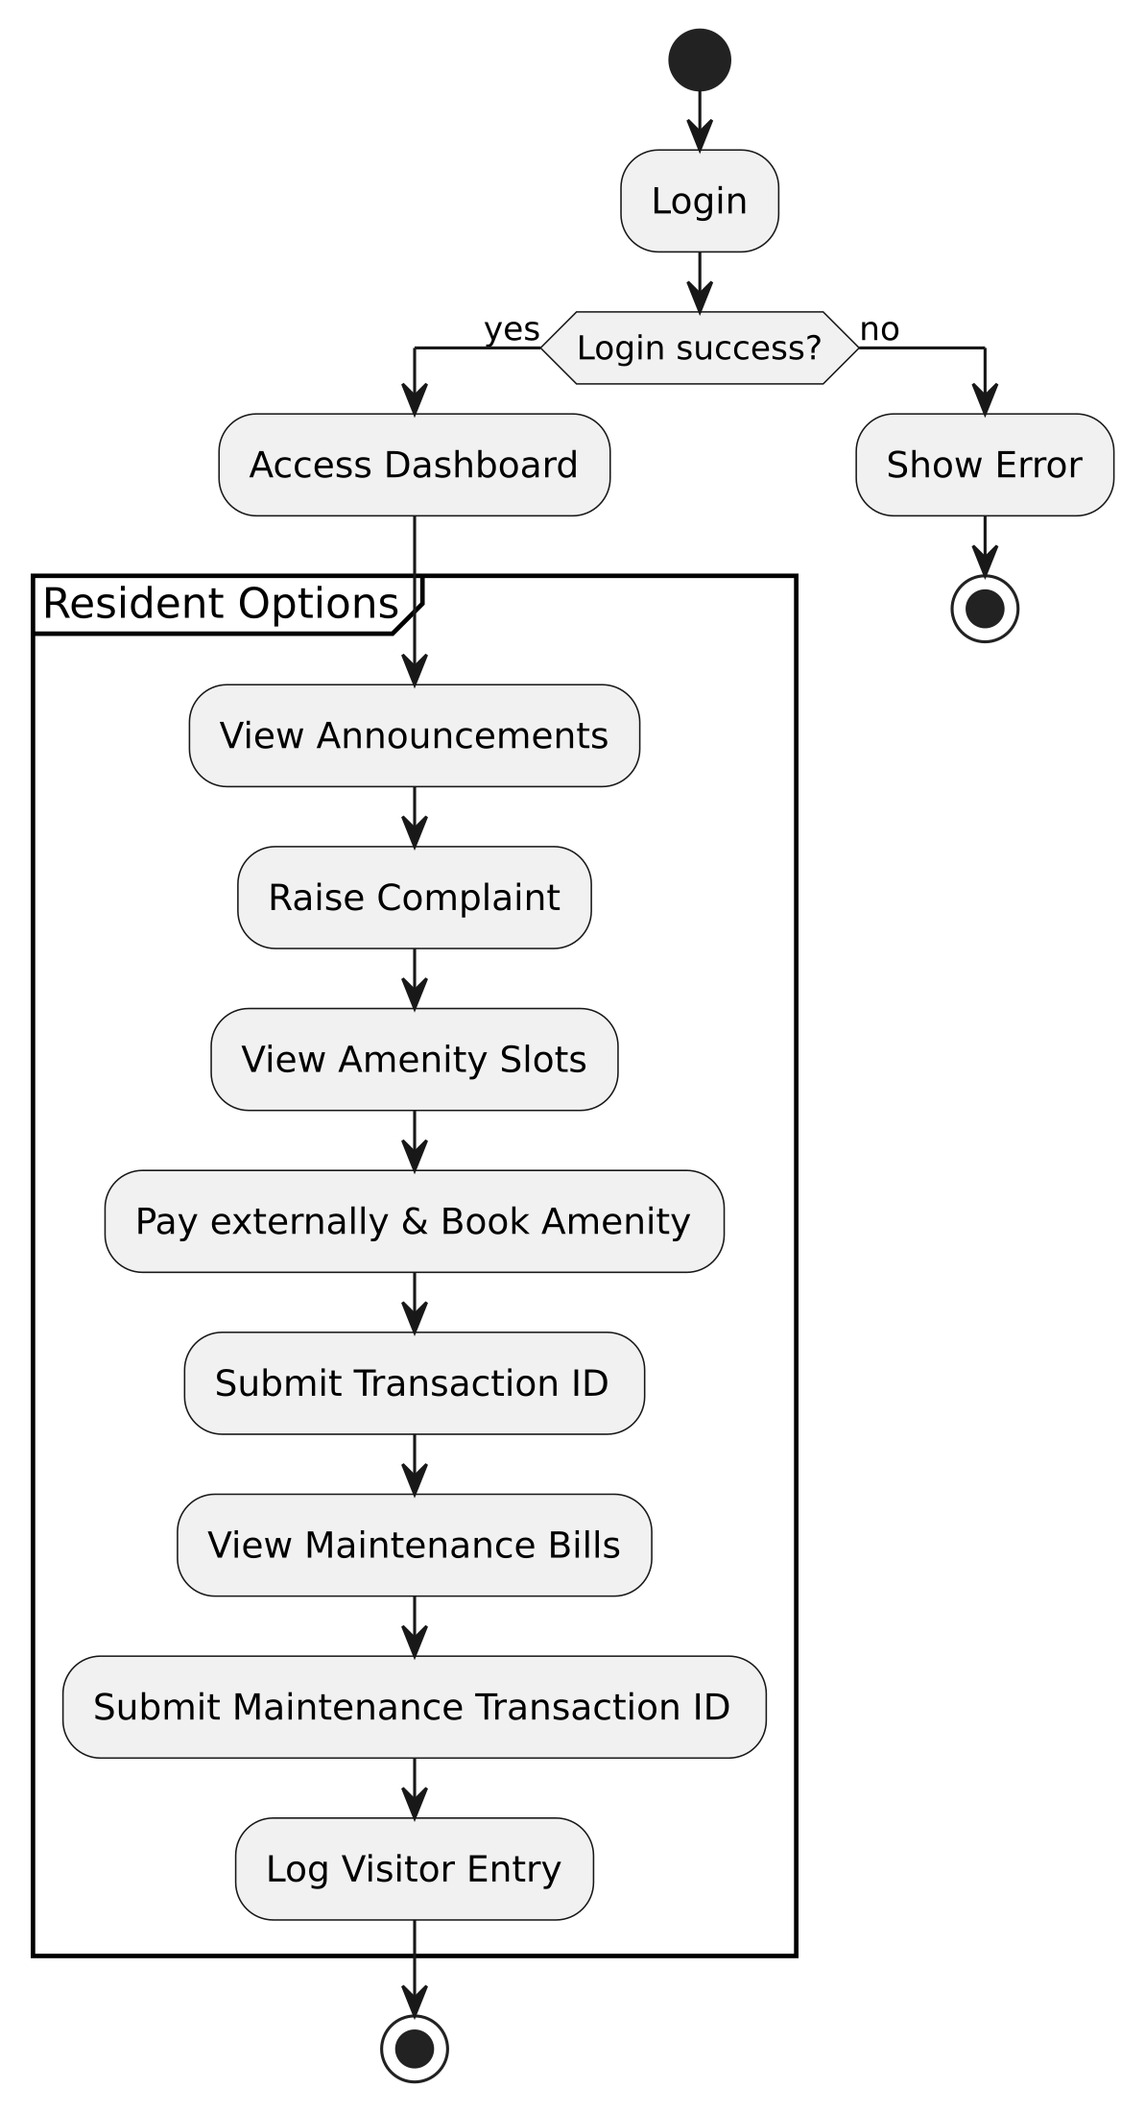 Login
Login success?
yes
no
Access Dashboard
Show Error
Resident Options
View Announcements
Raise Complaint
View Amenity Slots
Pay externally & Book Amenity
Submit Transaction ID
View Maintenance Bills
Submit Maintenance Transaction ID
Log Visitor Entry